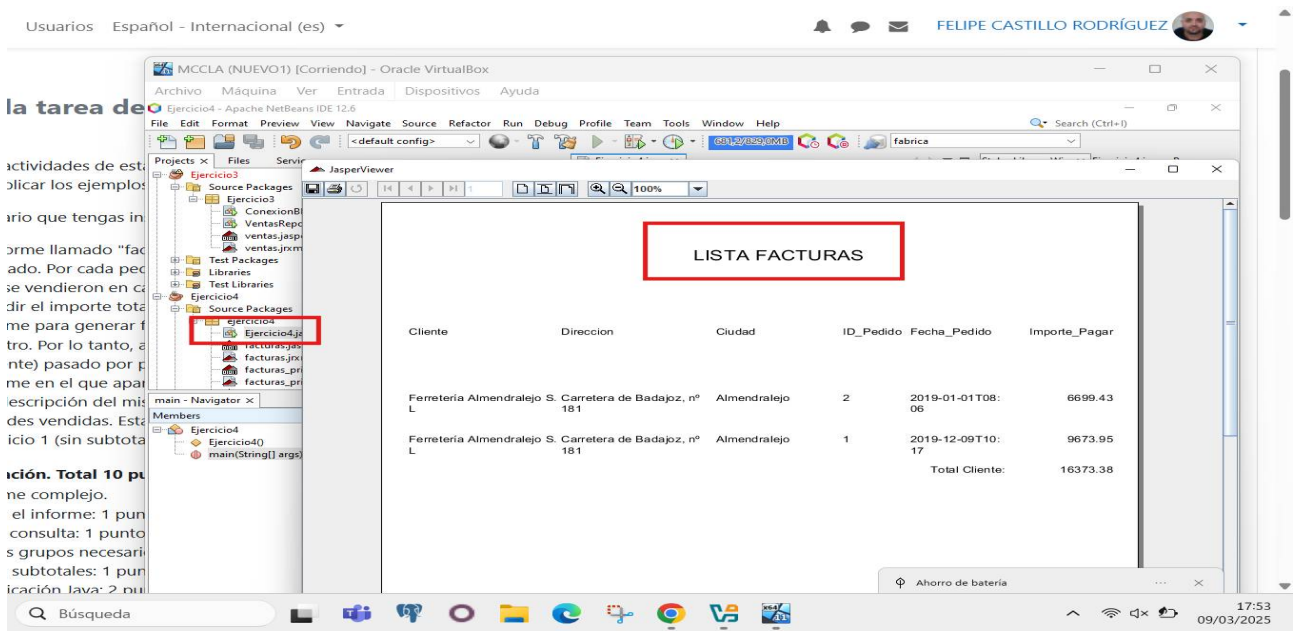 Usuarios Español - Internacional (es) FELIPE CASTILLO RODRÍGUEZ
MCCLA (NUEVO1) [Corriendo] - Oracle VirtualBox
Archivo Máquina Ver Entrada Dispositivos Ayuda
la tarea de
Ejercicio4 - Apache NetBeans IDE 12.6
File Edit Format Preview View Navigate Source Refactor Run Debug Profile Team Tools Window Help
Search (Ctrl+I)
<default config>
fabrica
Projects Files
JasperViewer
1
100%
Ejercicio3
Source Packages
Ejercicio3
ConexionB
VentasRepo
ventas.jasp
ventas.jrxm
Test Packages
Libraries
Test Libraries
Ejercicio4
Source Packages
ejercicio4
Ejercicio4.ja
facturas.jas
facturas.jrx
facturas_pri
facturas_pri
main - Navigator
Members
Ejercicio4
Ejercicio4()
main(String[] args)
actividades de est
plicar los ejemplos
ario que tengas in
orme llamado "fac
ado. Por cada ped
se vendieron en ca
dir el importe tota
me para generar f
tro. Por lo tanto, a
nte) pasado por p
me en el que apar
descripción del mis
des vendidas. Esta
icio 1 (sin subtota
ación. Total 10 pu
me complejo.
el informe: 1 pun
consulta: 1 punto
s grupos necesari
subtotales: 1 pun
icación Java: 2 pu
LISTA FACTURAS
Cliente Direccion Ciudad ID_Pedido Fecha_Pedido Importe_Pagar
Ferretería Almendralejo S. Carretera de Badajoz, nº Almendralejo 2 2019-01-01T08: 6699.43
L 181 06
Ferretería Almendralejo S. Carretera de Badajoz, nº Almendralejo 1 2019-12-09T10: 9673.95
L 181 17
Total Cliente: 16373.38
Ahorro de batería
Búsqueda
17:53
09/03/2025